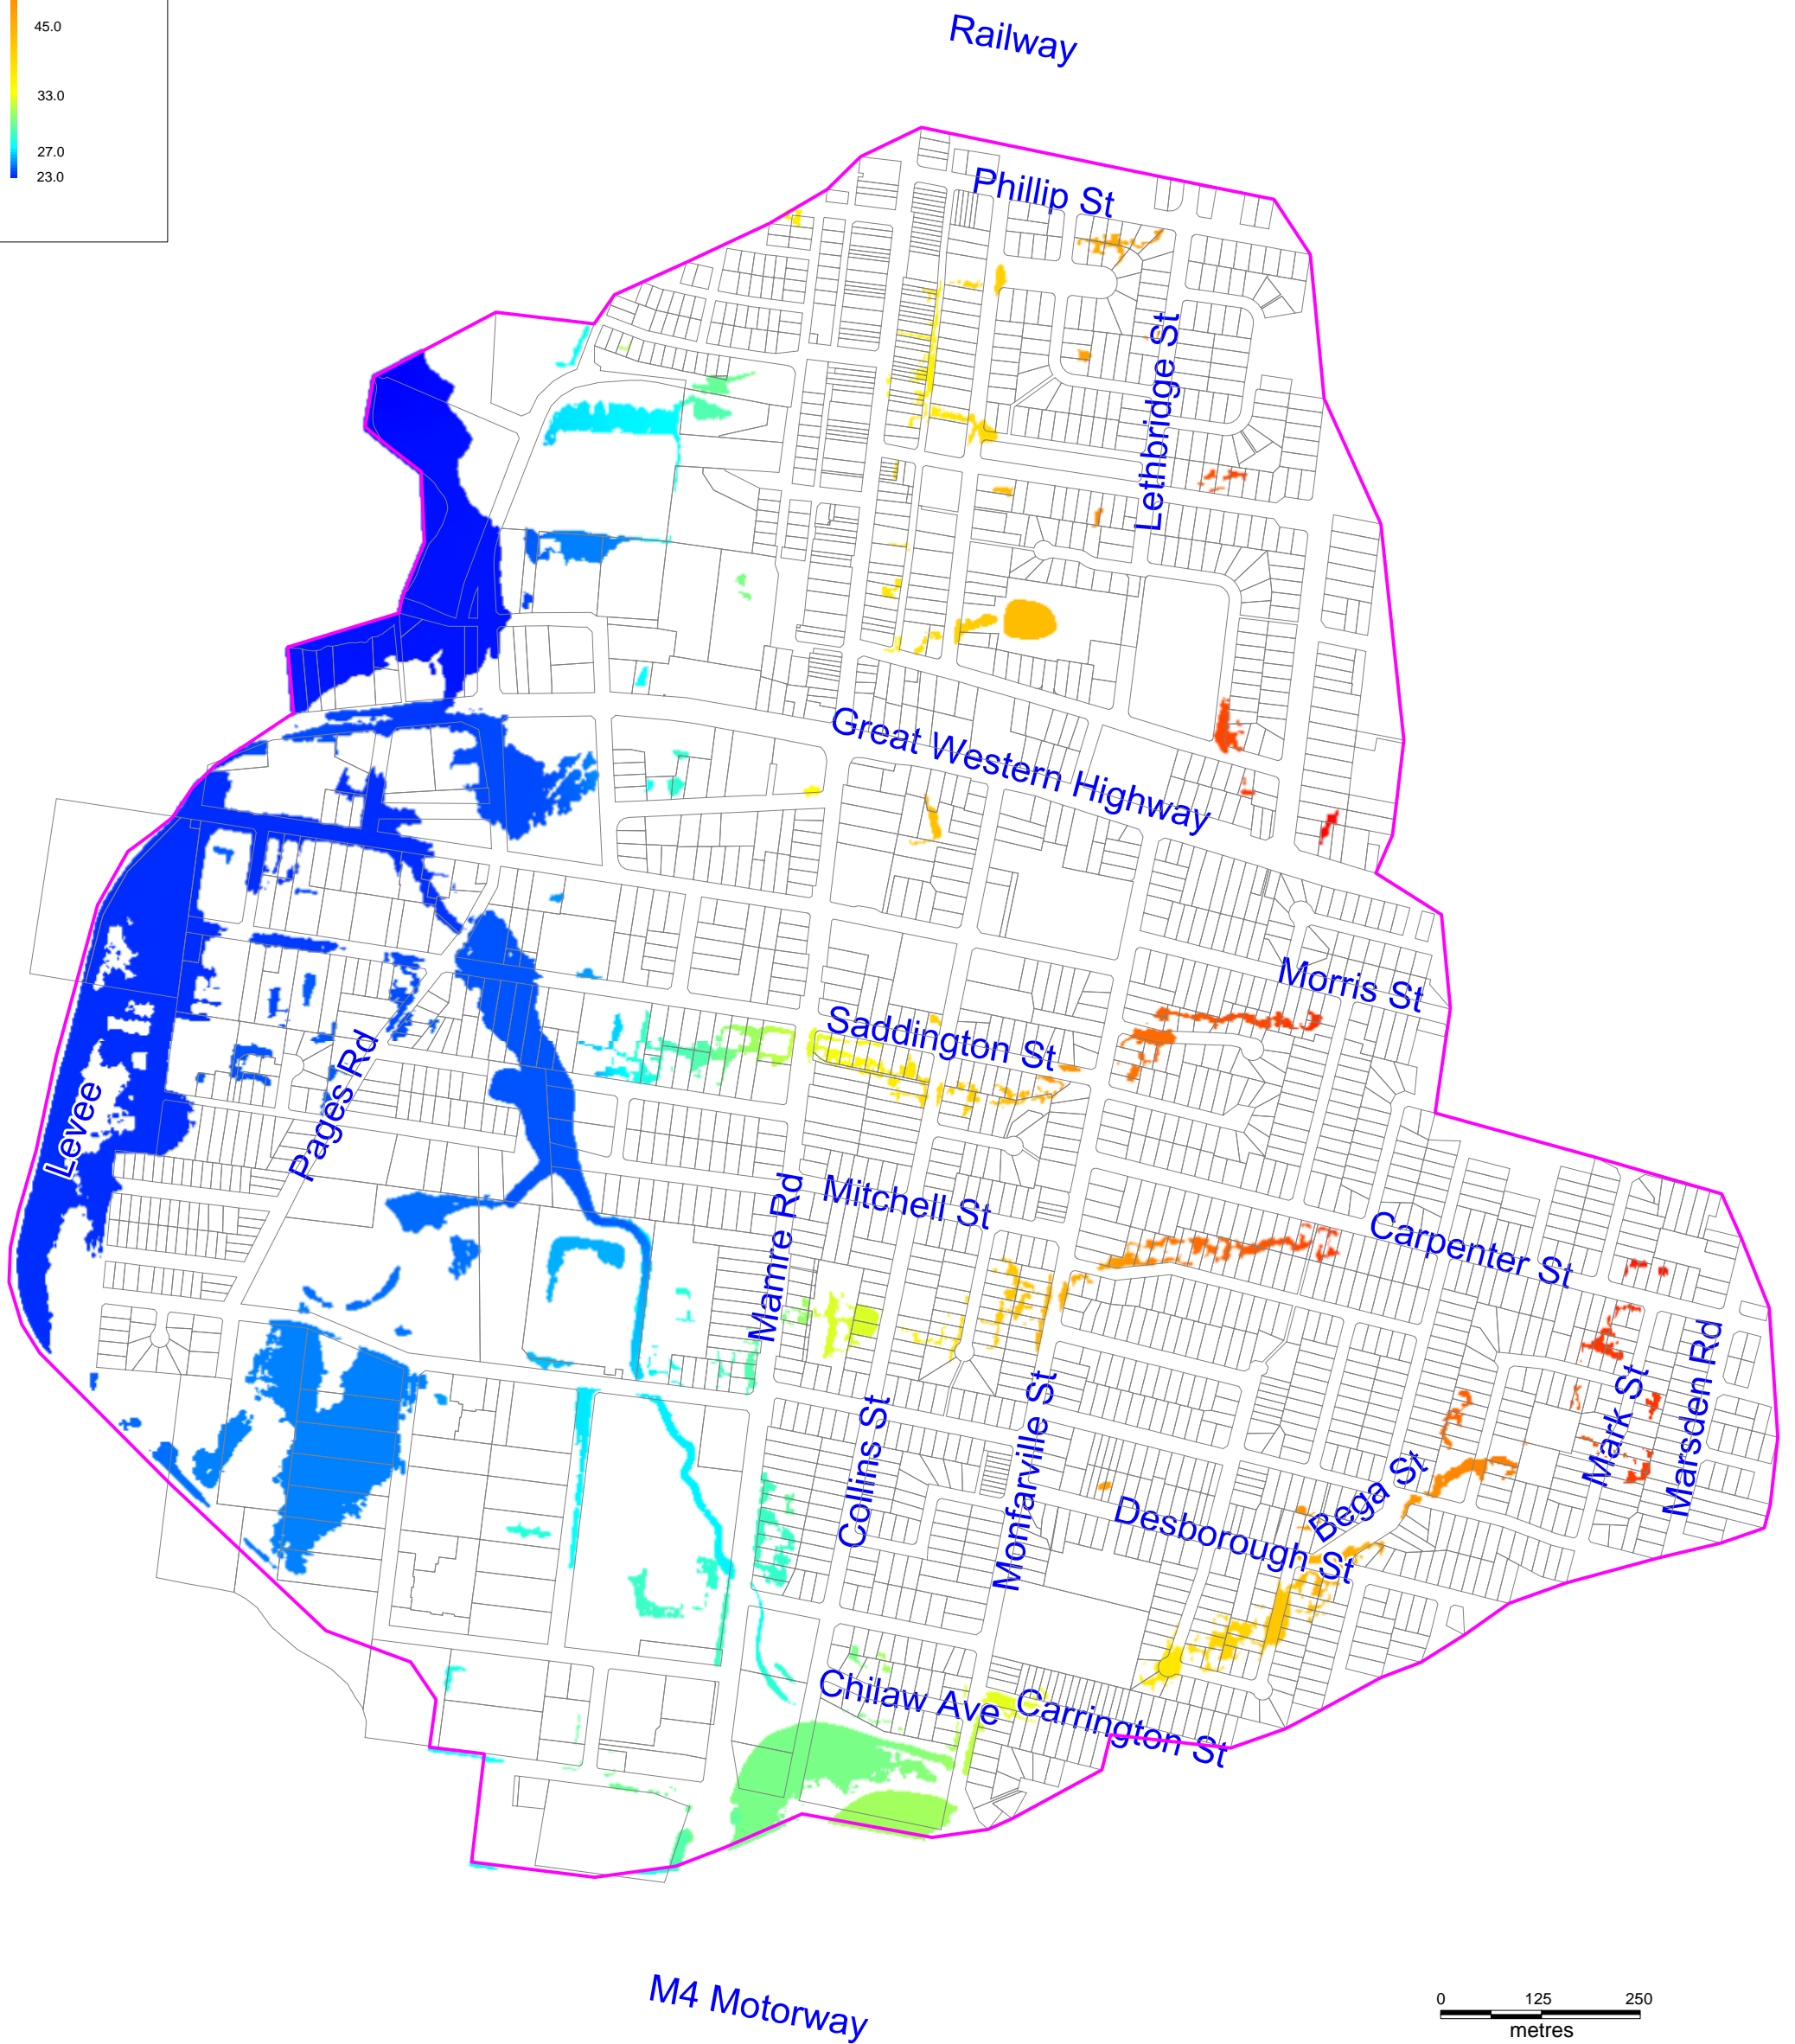 45.0
33.0
27.0
23.0
Railway
Phillip St
Lethbridge St
Great Western Highway
Morris St
Saddington St
Pages Rd
Levee
Mamre Rd
Mitchell St
Carpenter St
Marsden Rd
Mark St
Collins St
Monfarville St
Bega St
Desborough St
Chilaw Ave
Carrington St
M4 Motorway
0 125 250
metres